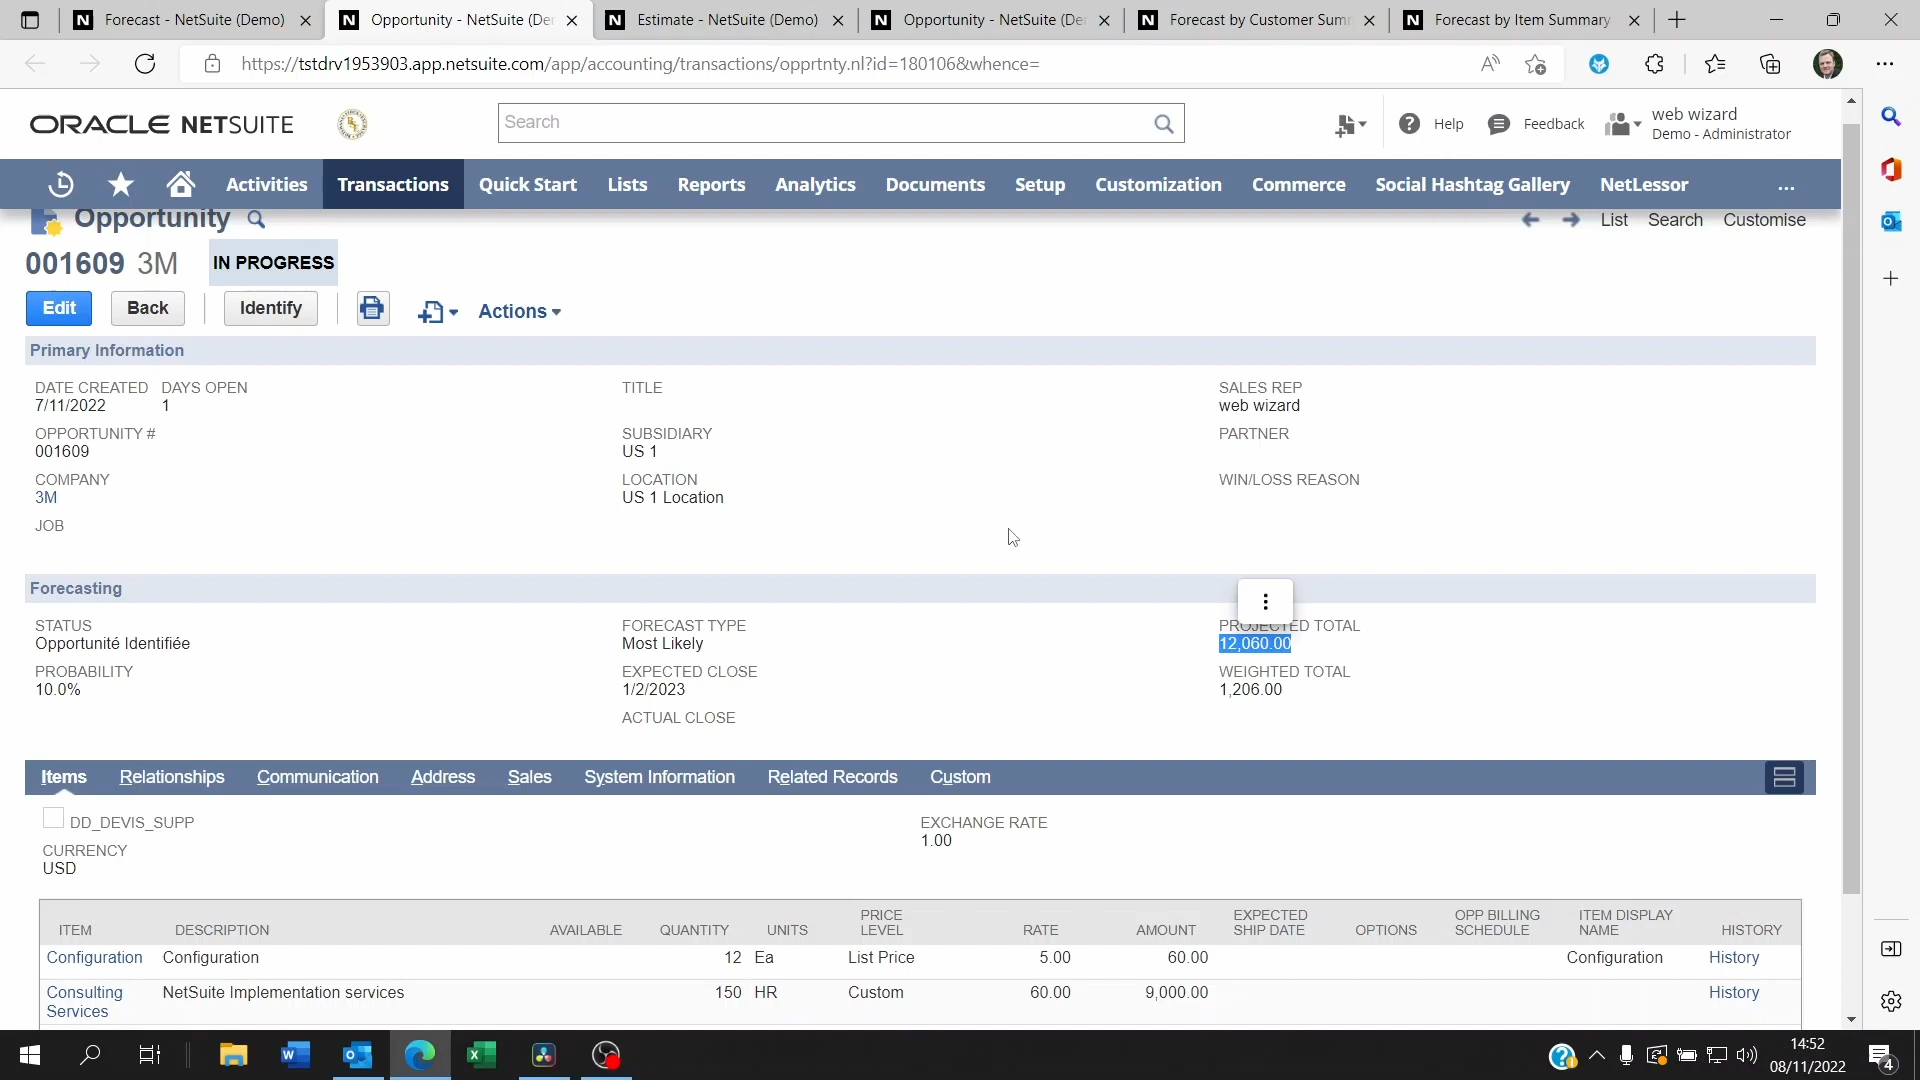 Forecast - NetSuite (Demo)
Opportunity - NetSuite (De
Estimate - NetSuite (Demo)
Opportunity - NetSuite (De
Forecast by Customer Sum
Forecast by Item Summary
https://tstdrv1953903.app.netsuite.com/app/accounting/transactions/opprtnty.nl?id=180106&whence=
ORACLE NETSUITE
Search
Help
Feedback
web wizard
Demo - Administrator
Activities
Transactions
Quick Start
Lists
Reports
Analytics
Documents
Setup
Customization
Commerce
Social Hashtag Gallery
NetLessor
...
Opportunity
List
Search
Customise
001609 3M
IN PROGRESS
Edit
Back
Identify
Actions
Primary Information
DATE CREATED
7/11/2022
DAYS OPEN
1
OPPORTUNITY #
001609
COMPANY
3M
JOB
TITLE
SUBSIDIARY
US 1
LOCATION
US 1 Location
SALES REP
web wizard
PARTNER
WIN/LOSS REASON
Forecasting
STATUS
Opportunité Identifiée
PROBABILITY
10.0%
FORECAST TYPE
Most Likely
EXPECTED CLOSE
1/2/2023
ACTUAL CLOSE
PROJECTED TOTAL
12,060.00
WEIGHTED TOTAL
1,206.00
Items
Relationships
Communication
Address
Sales
System Information
Related Records
Custom
DD_DEVIS_SUPP
CURRENCY
USD
EXCHANGE RATE
1.00
ITEM DESCRIPTION AVAILABLE QUANTITY UNITS PRICE LEVEL RATE AMOUNT EXPECTED SHIP DATE OPTIONS OPP BILLING SCHEDULE ITEM DISPLAY NAME HISTORY
Configuration Configuration 12 Ea List Price 5.00 60.00 Configuration History
Consulting Services NetSuite Implementation services 150 HR Custom 60.00 9,000.00 History
14:52
08/11/2022
4